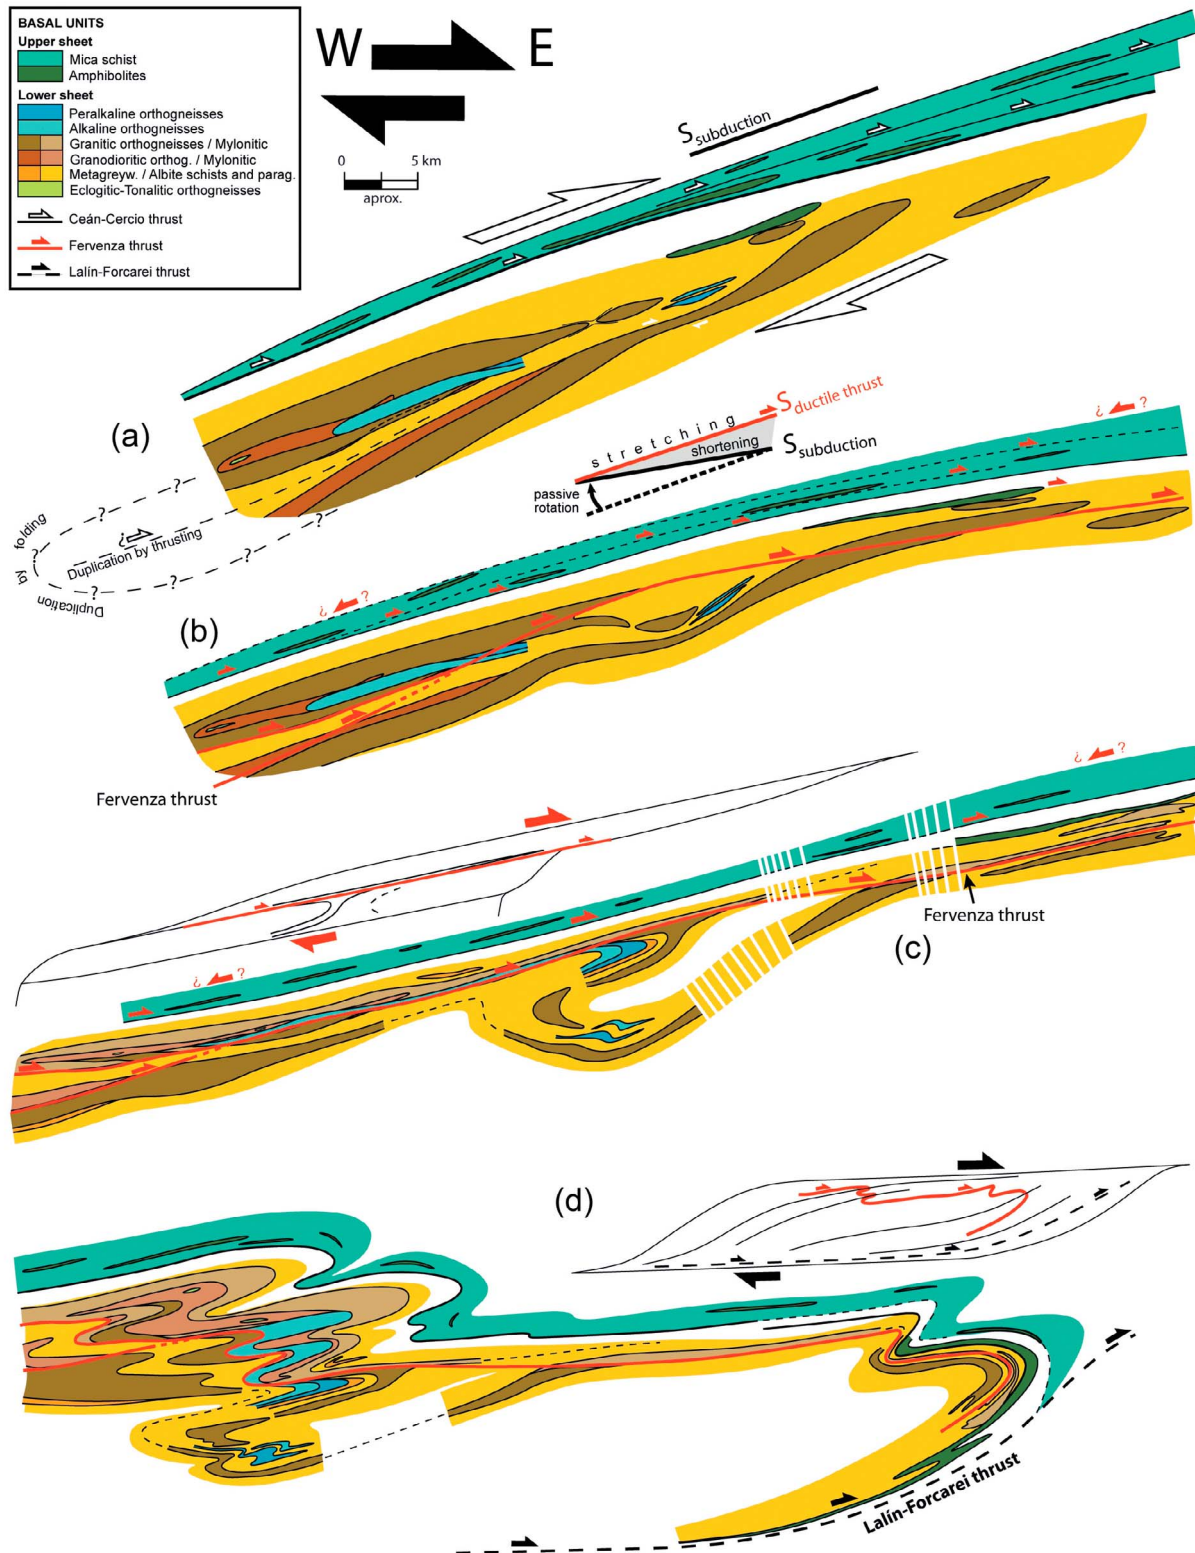 BASAL UNITS
Upper sheet
Mica schist
Amphibolites
Lower sheet
Peralkaline orthogneisses
Alkaline orthogneisses
Granitic orthogneisses / Mylonitic
Granodioritic orthog. / Mylonitic
Metagreyw. / Albite schists and parag.
Eclogitic-Tonalitic orthogneisses
Ceán-Cercio thrust
Fervenza thrust
Lalín-Forcarei thrust
W E
0 5 km
aprox.
S subduction
(a)
? ?
folding
¿
Duplication by thrusting
?
by
? ?
Duplication
stretching
S ductile thrust
shortening
S subduction
passive
rotation
¿ ?
¿ ?
(b)
Fervenza thrust
¿ ?
¿ ?
Fervenza thrust
(c)
(d)
Lalín-Forcarei thrust